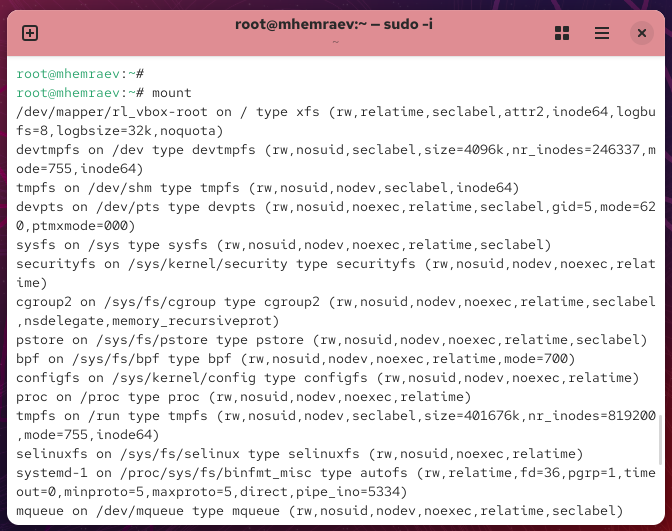 root@mhemraev:~ — sudo -i
~
root@mhemraev:~#
root@mhemraev:~# mount
/dev/mapper/rl_vbox-root on / type xfs (rw,relatime,seclabel,attr2,inode64,logbu
fs=8,logbsize=32k,noquota)
devtmpfs on /dev type devtmpfs (rw,nosuid,seclabel,size=4096k,nr_inodes=246337,m
ode=755,inode64)
tmpfs on /dev/shm type tmpfs (rw,nosuid,nodev,seclabel,inode64)
devpts on /dev/pts type devpts (rw,nosuid,noexec,relatime,seclabel,gid=5,mode=62
0,ptmxmode=000)
sysfs on /sys type sysfs (rw,nosuid,nodev,noexec,relatime,seclabel)
securityfs on /sys/kernel/security type securityfs (rw,nosuid,nodev,noexec,relat
ime)
cgroup2 on /sys/fs/cgroup type cgroup2 (rw,nosuid,nodev,noexec,relatime,seclabel
,nsdelegate,memory_recursiveprot)
pstore on /sys/fs/pstore type pstore (rw,nosuid,nodev,noexec,relatime,seclabel)
bpf on /sys/fs/bpf type bpf (rw,nosuid,nodev,noexec,relatime,mode=700)
configfs on /sys/kernel/config type configfs (rw,nosuid,nodev,noexec,relatime)
proc on /proc type proc (rw,nosuid,nodev,noexec,relatime)
tmpfs on /run type tmpfs (rw,nosuid,nodev,seclabel,size=401676k,nr_inodes=819200
,mode=755,inode64)
selinuxfs on /sys/fs/selinux type selinuxfs (rw,nosuid,noexec,relatime)
systemd-1 on /proc/sys/fs/binfmt_misc type autofs (rw,relatime,fd=36,pgrp=1,time
out=0,minproto=5,maxproto=5,direct,pipe_ino=5334)
mqueue on /dev/mqueue type mqueue (rw,nosuid,nodev,noexec,relatime,seclabel)